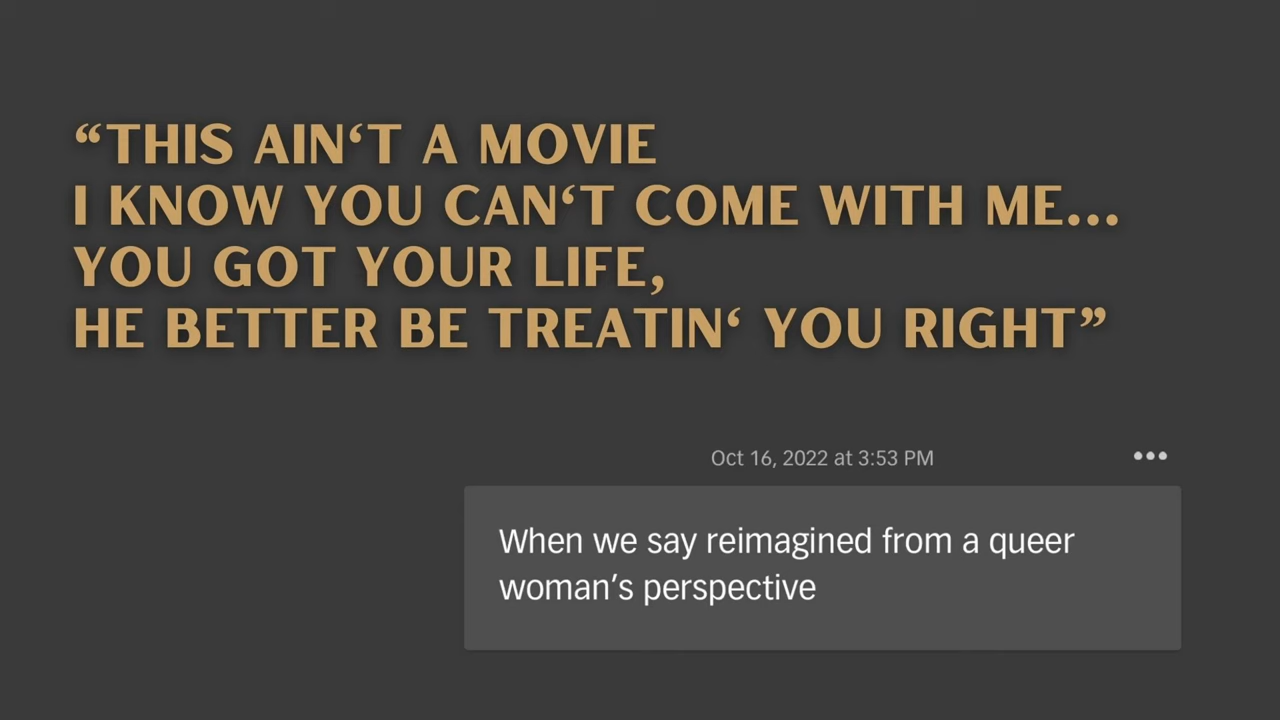 “THIS AIN‘T A MOVIE
I KNOW YOU CAN‘T COME WITH ME...
YOU GOT YOUR LIFE,
HE BETTER BE TREATIN‘ YOU RIGHT”
Oct 16, 2022 at 3:53 PM
When we say reimagined from a queer
woman’s perspective